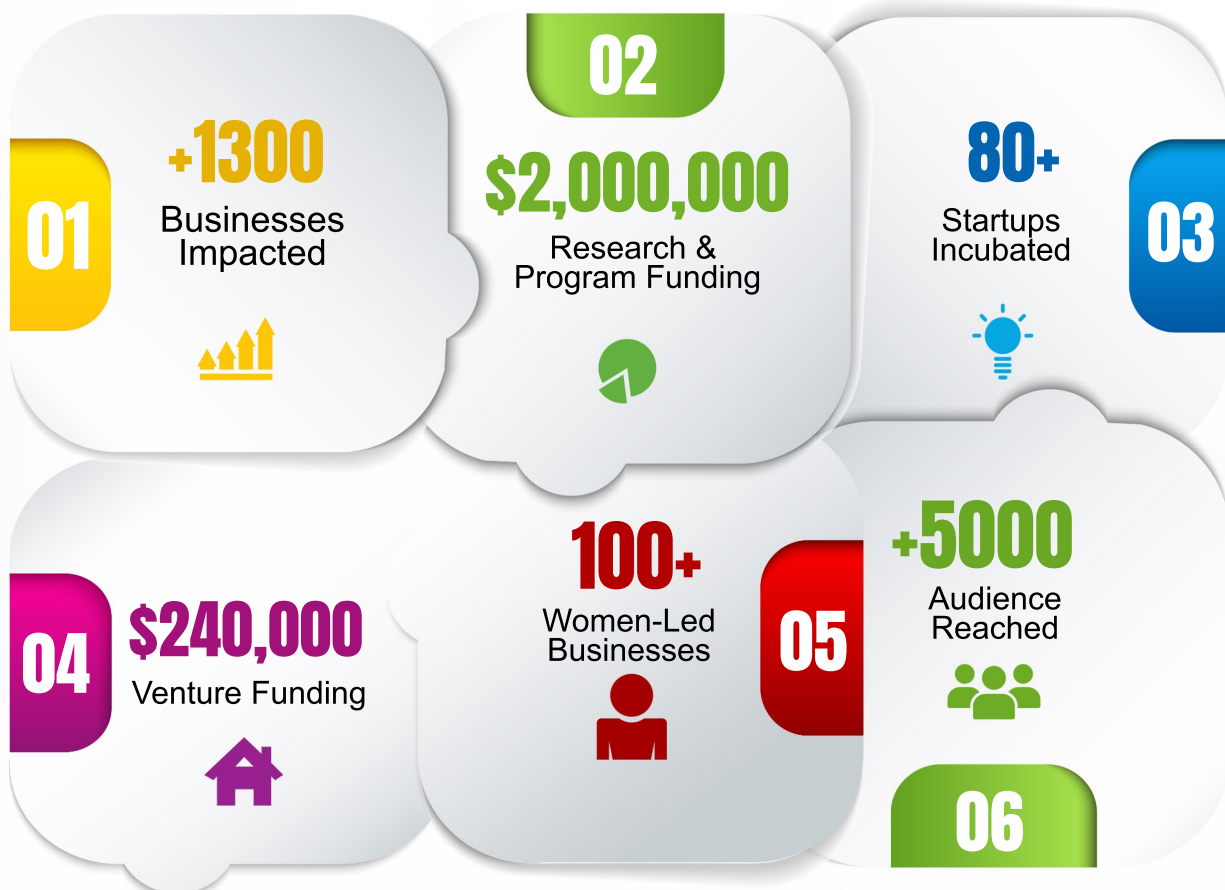 01
+1300
Businesses
Impacted
02
$2,000,000
Research &
Program Funding
03
80+
Startups
Incubated
04
$240,000
Venture Funding
05
100+
Women-Led
Businesses
+5000
Audience
Reached
06